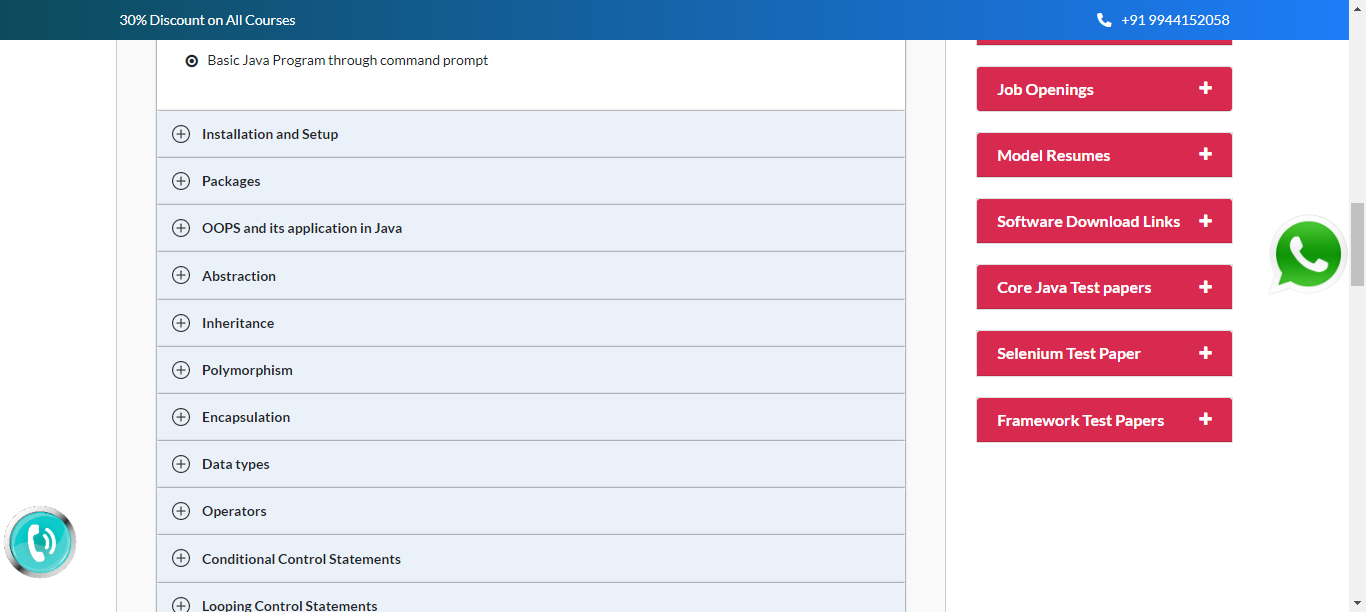 30% Discount on All Courses
+91 9944152058
Basic Java Program through command prompt
Installation and Setup
Packages
OOPS and its application in Java
Abstraction
Inheritance
Polymorphism
Encapsulation
Data types
Operators
Conditional Control Statements
Looping Control Statements
Job Openings
Model Resumes
Software Download Links
Core Java Test papers
Selenium Test Paper
Framework Test Papers